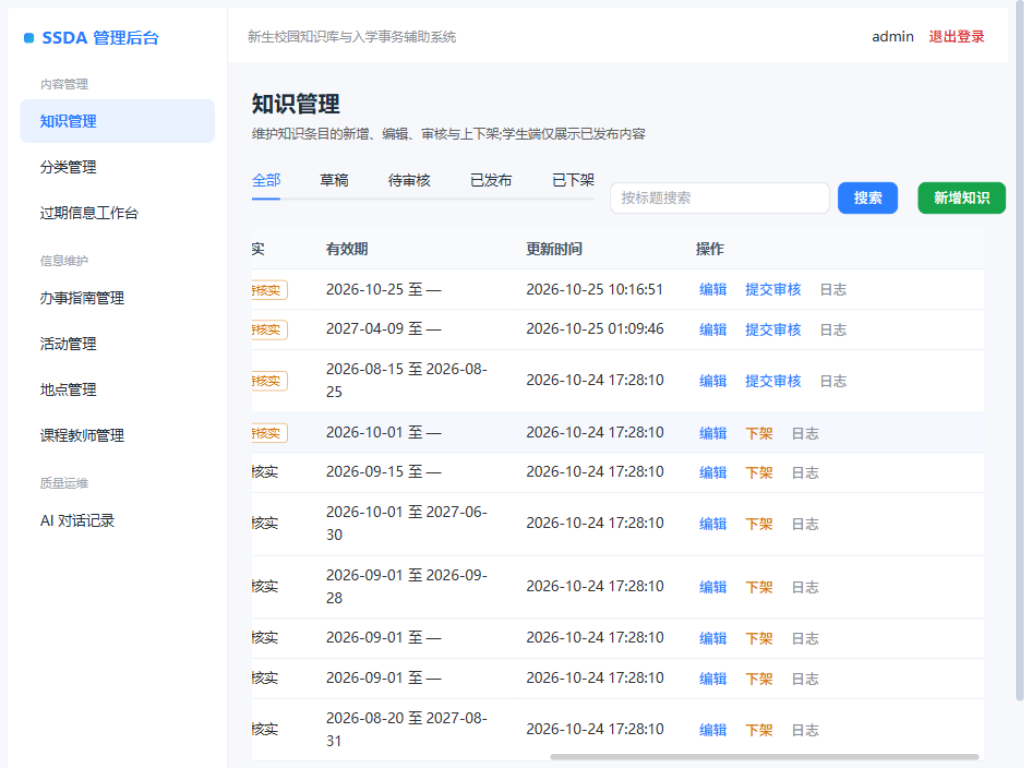 SSDA 管理后台
新生校园知识库与入学事务辅助系统
admin 退出登录
内容管理
知识管理
分类管理
过期信息工作台
信息维护
办事指南管理
活动管理
地点管理
课程教师管理
质量运维
AI 对话记录
知识管理
维护知识条目的新增、编辑、审核与上下架;学生端仅展示已发布内容
全部 草稿 待审核 已发布 已下架
按标题搜索 搜索 新增知识
实 有效期 更新时间 操作
核实 2026-10-25 至 — 2026-10-25 10:16:51 编辑 提交审核 日志
核实 2027-04-09 至 — 2026-10-25 01:09:46 编辑 提交审核 日志
核实 2026-08-15 至 2026-08-
25 2026-10-24 17:28:10 编辑 提交审核 日志
核实 2026-10-01 至 — 2026-10-24 17:28:10 编辑 下架 日志
核实 2026-09-15 至 — 2026-10-24 17:28:10 编辑 下架 日志
核实 2026-10-01 至 2027-06-
30 2026-10-24 17:28:10 编辑 下架 日志
核实 2026-09-01 至 2026-09-
28 2026-10-24 17:28:10 编辑 下架 日志
核实 2026-09-01 至 — 2026-10-24 17:28:10 编辑 下架 日志
核实 2026-09-01 至 — 2026-10-24 17:28:10 编辑 下架 日志
核实 2026-08-20 至 2027-08-
31 2026-10-24 17:28:10 编辑 下架 日志